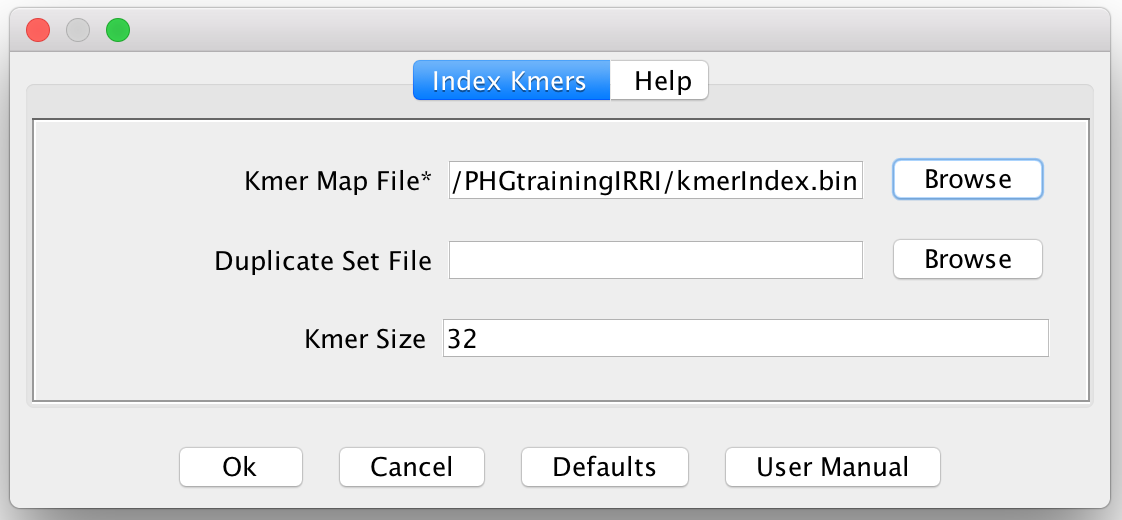 Index Kmers Help
Kmer Map File* /PHGtrainingIRRI/kmerIndex.bin Browse
Duplicate Set File Browse
Kmer Size 32
Ok Cancel Defaults User Manual